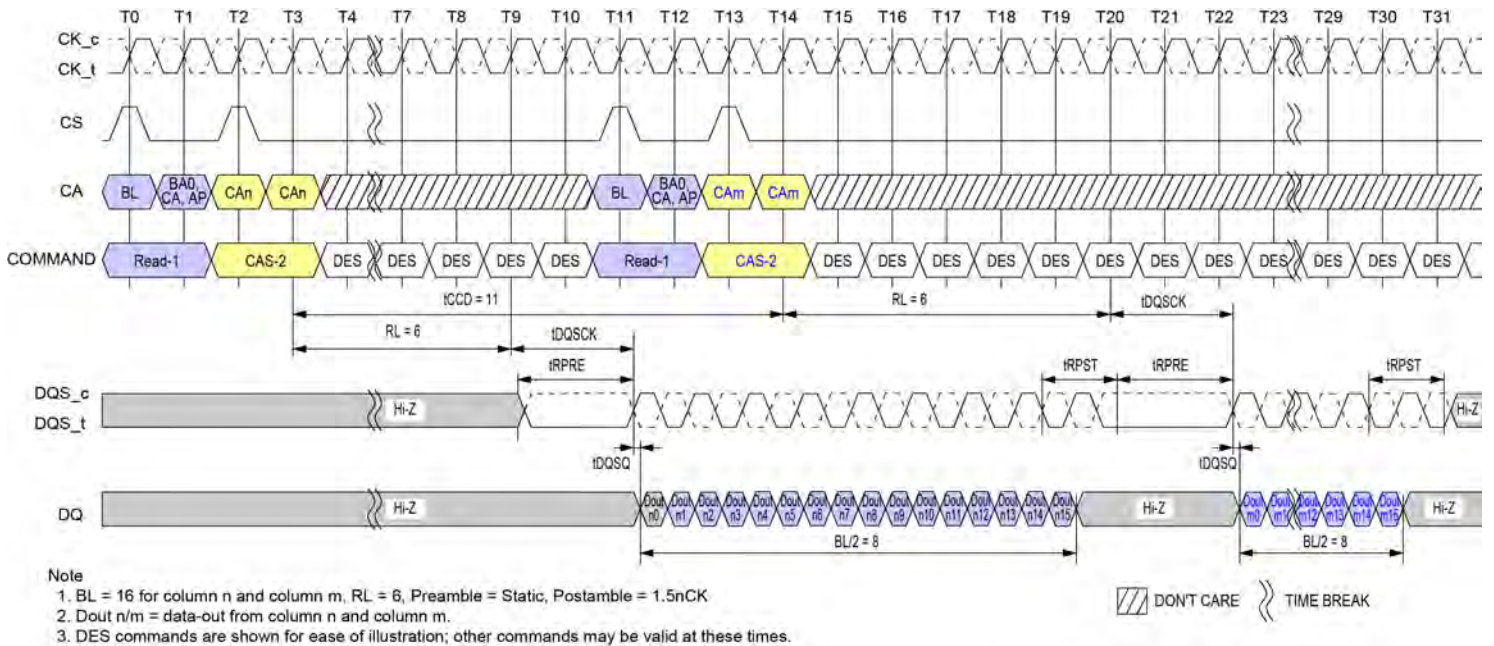 T0 T1 T2 T3 T4 T7 T8 T9 T10 T11 T12 T13 T14 T15 T16 T17 T18 T19 T20 T21 T22 T23 T29 T30 T31
CK_c
CK_t
CS
CA BL BA0, CA, AP CAn CAn BL BA0, CA, AP CAm CAm
COMMAND Read-1 CAS-2 DES DES DES DES DES Read-1 CAS-2 DES DES DES DES DES DES DES DES DES DES DES DES
tCCD = 11 RL = 6 tDQSCK
RL = 6 tDQSCK
tRPRE tRPST tRPRE tRPST
DQS_c
DQS_t Hi-Z Hi-Z
tDQSQ tDQSQ
DQ Hi-Z Dout n0 Dout n1 Dout n2 Dout n3 Dout n4 Dout n5 Dout n6 Dout n7 Dout n8 Dout n9 Dout n10 Dout n11 Dout n12 Dout n13 Dout n14 Dout n15 Hi-Z Dout m0 Dout m1 Dout m12 Dout m13 Dout m14 Dout m15 Hi-Z
BL/2 = 8 BL/2 = 8
Note
1. BL = 16 for column n and column m, RL = 6, Preamble = Static, Postamble = 1.5nCK
2. Dout n/m = data-out from column n and column m.
3. DES commands are shown for ease of illustration; other commands may be valid at these times.
DON'T CARE TIME BREAK